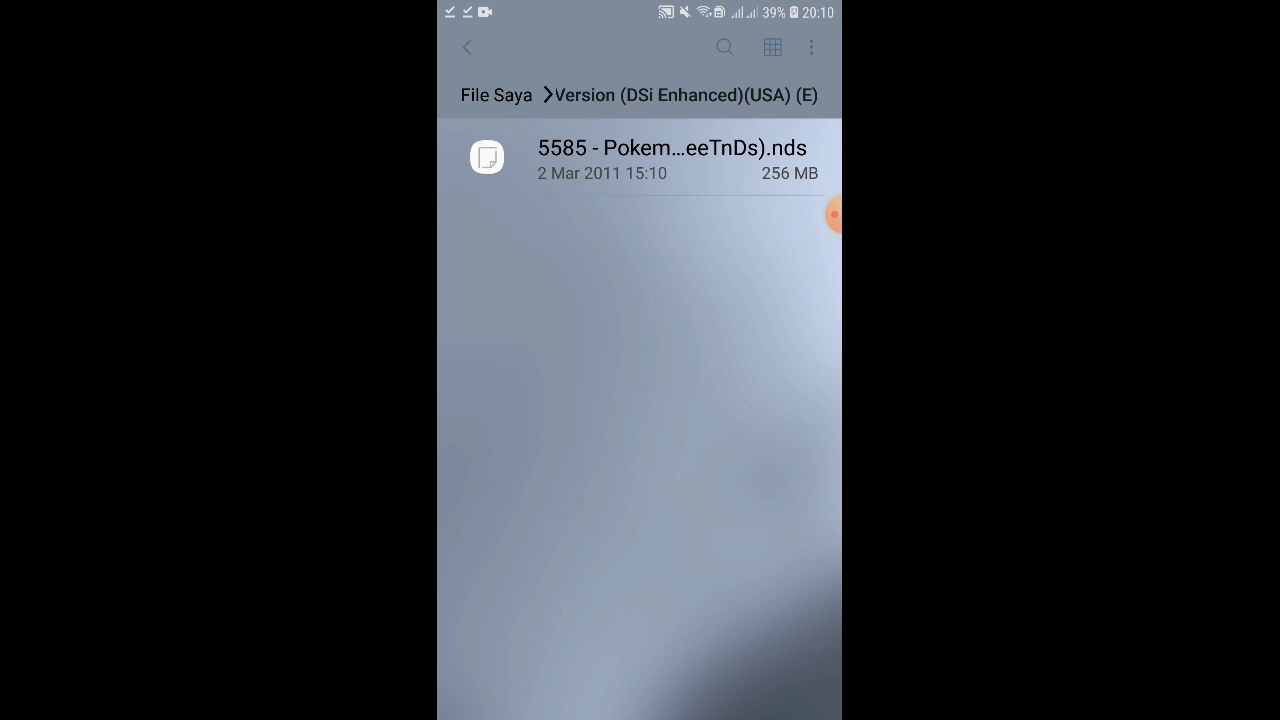 39% 20:10
File Saya Version (DSi Enhanced)(USA) (E)
5585 - Pokem...eeTnDs).nds
2 Mar 2011 15:10 256 MB